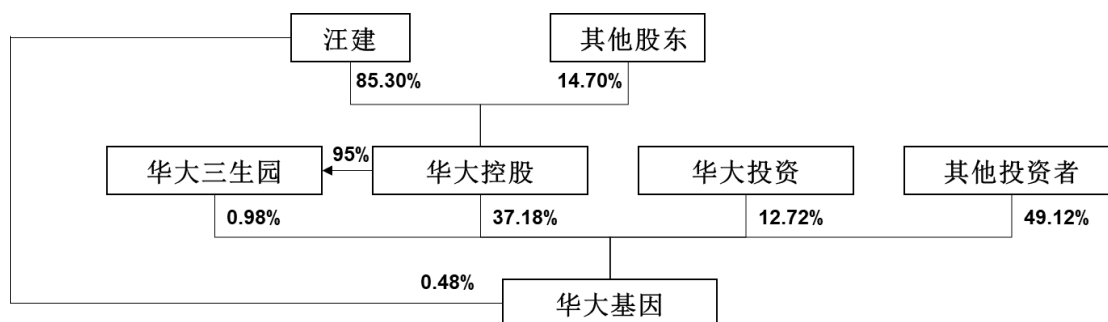 汪建
其他股东
85.30%
14.70%
华大三生园
95%
华大控股
华大投资
其他投资者
0.98%
37.18%
12.72%
49.12%
0.48%
华大基因